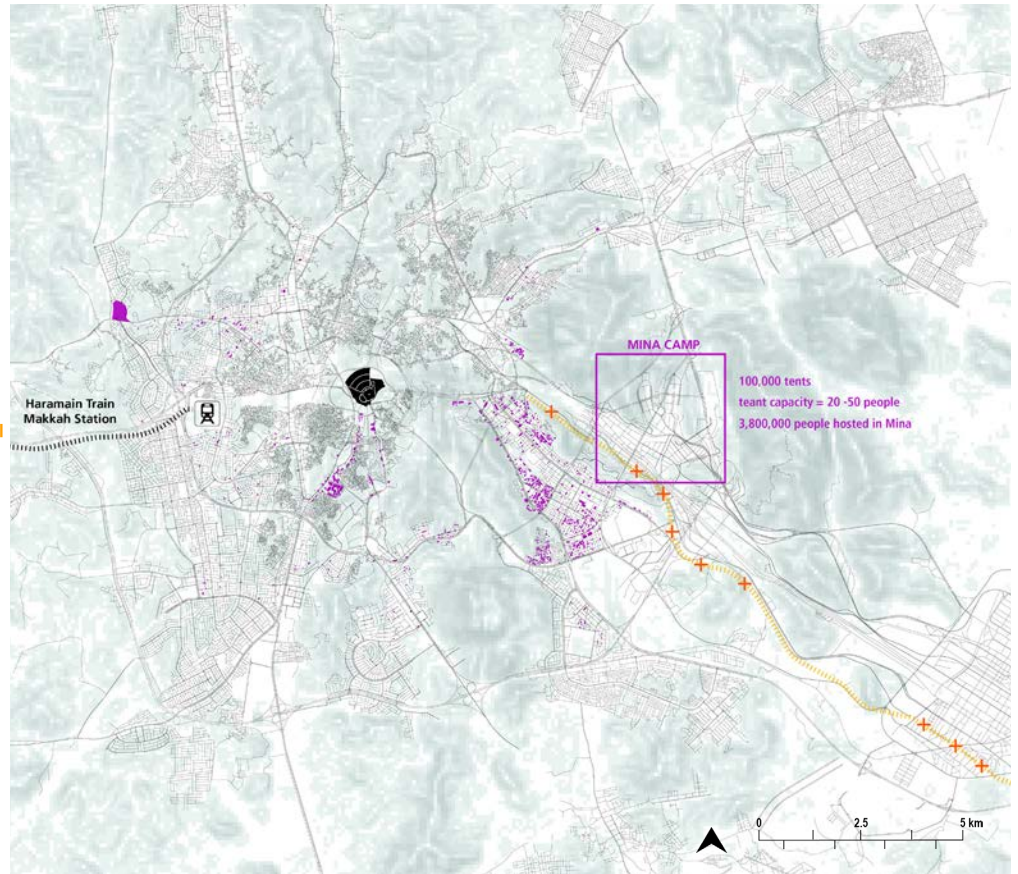 MINA CAMP
100,000 tents
teant capacity = 20 -50 people
3,800,000 people hosted in Mina
Haramain Train
Makkah Station
0 2.5 5 km